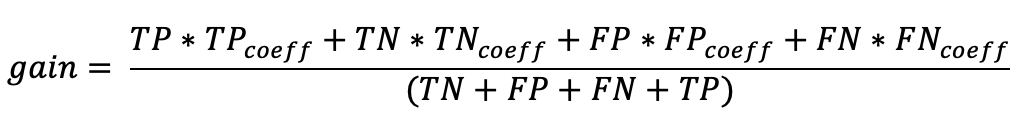 gain = TP * TP_coeff + TN * TN_coeff + FP * FP_coeff + FN * FN_coeff
(TN + FP + FN + TP)